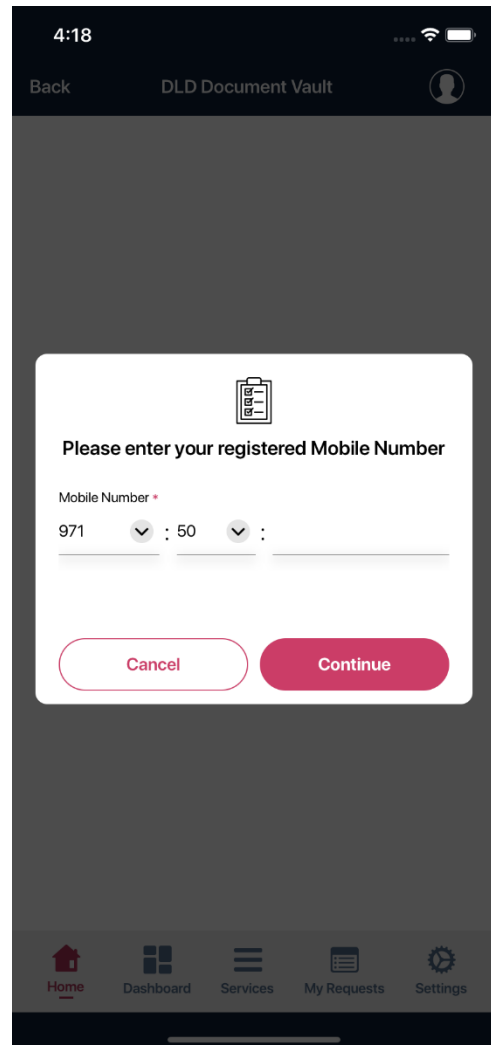 4:18
Back DLD Document Vault
Please enter your registered Mobile Number
Mobile Number *
971 : 50 :
Cancel Continue
Home Dashboard Services My Requests Settings